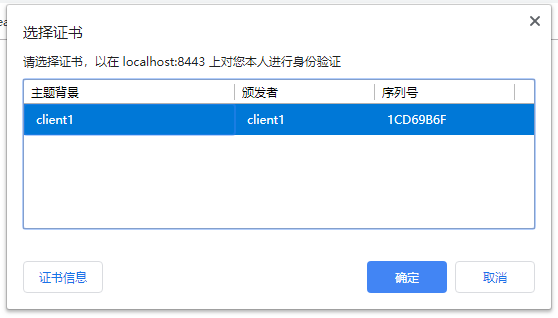 选择证书
请选择证书，以在 localhost:8443 上对您本人进行身份验证
主题背景 颁发者 序列号
client1 client1 1CD69B6F
证书信息 确定 取消